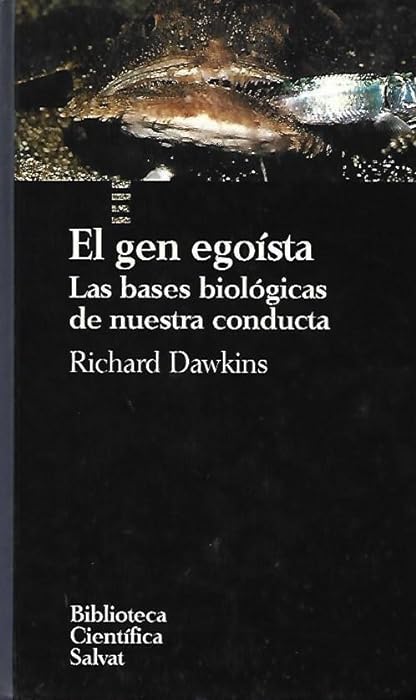 El gen egoísta
Las bases biológicas
de nuestra conducta
Richard Dawkins
Biblioteca
Científica
Salvat